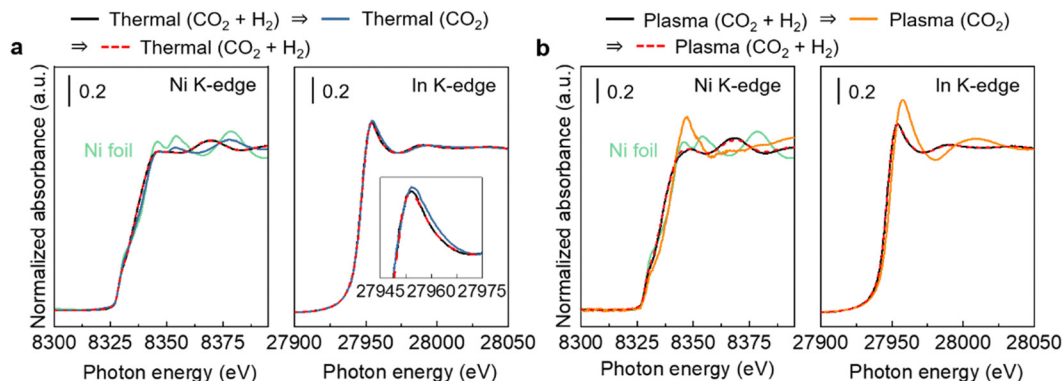 a
Thermal (CO₂ + H₂) ⇒ Thermal (CO₂)
⇒ Thermal (CO₂ + H₂)
Normalized absorbance (a.u.)
0.2
Ni K-edge
Ni foil
8300 8325 8350 8375
Photon energy (eV)
0.2
In K-edge
27945 27960 27975
27900 27950 28000 28050
Photon energy (eV)
b
Plasma (CO₂ + H₂) ⇒ Plasma (CO₂)
⇒ Plasma (CO₂ + H₂)
Normalized absorbance (a.u.)
0.2
Ni K-edge
Ni foil
8300 8325 8350 8375
Photon energy (eV)
0.2
In K-edge
27900 27950 28000 28050
Photon energy (eV)